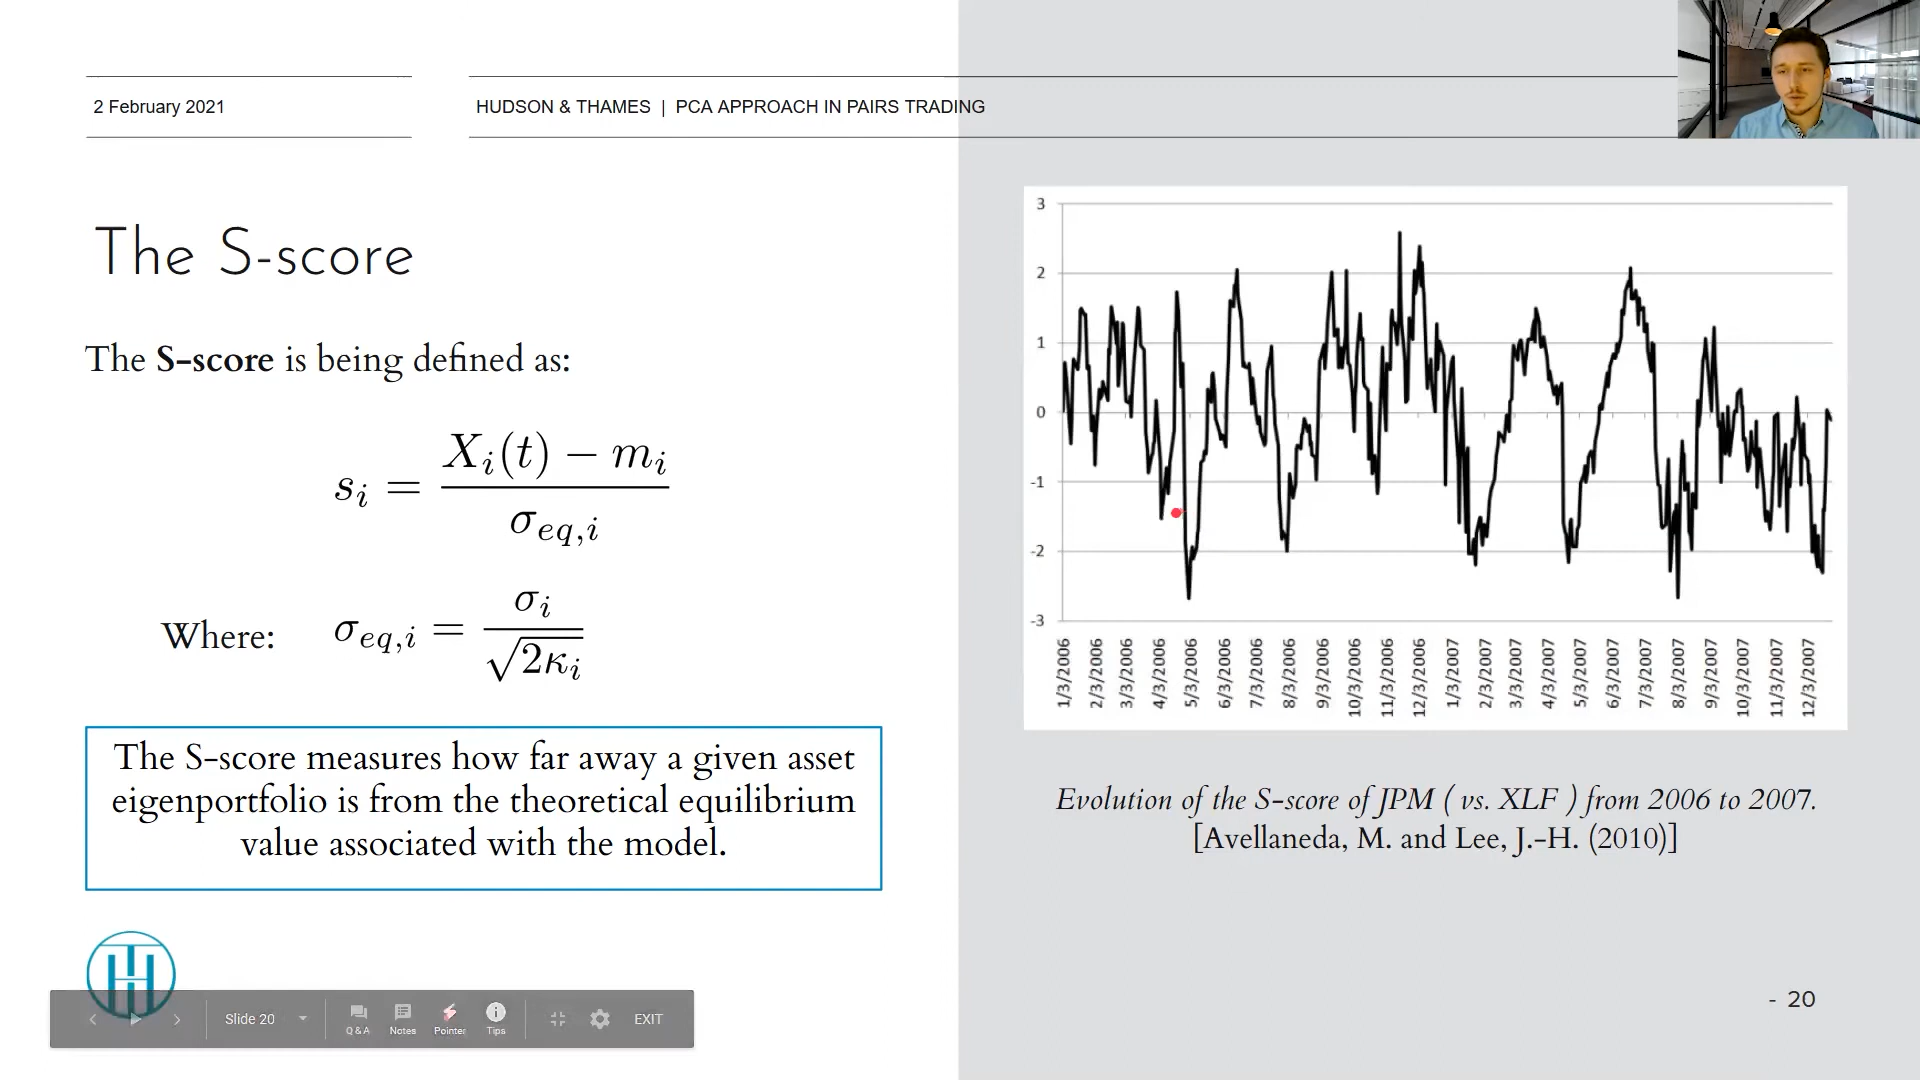 2 February 2021
HUDSON & THAMES | PCA APPROACH IN PAIRS TRADING
The S-score
The S-score is being defined as:
s_i = (X_i(t) − m_i) / σ_{eq,i}
Where: σ_{eq,i} = σ_i / √(2κ_i)
The S-score measures how far away a given asset
eigenportfolio is from the theoretical equilibrium
value associated with the model.
3
2
1
0
-1
-2
-3
1/3/2006
2/3/2006
3/3/2006
4/3/2006
5/3/2006
6/3/2006
7/3/2006
8/3/2006
9/3/2006
10/3/2006
11/3/2006
12/3/2006
1/3/2007
2/3/2007
3/3/2007
4/3/2007
5/3/2007
6/3/2007
7/3/2007
8/3/2007
9/3/2007
10/3/2007
11/3/2007
12/3/2007
Evolution of the S-score of JPM ( vs. XLF ) from 2006 to 2007.
[Avellaneda, M. and Lee, J.-H. (2010)]
- 20
Slide 20
Q & A
Notes
Pointer
Tips
EXIT